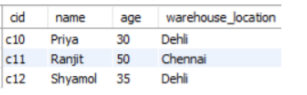 cid name age warehouse_location
c10 Priya 30 Dehli
c11 Ranjit 50 Chennai
c12 Shyamol 35 Dehli